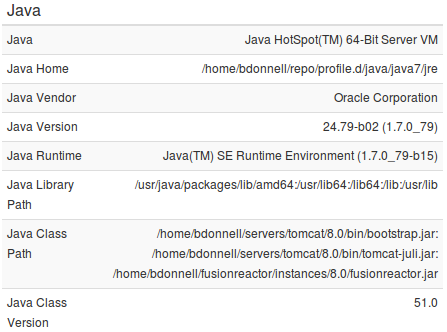 Java
Java Java HotSpot(TM) 64-Bit Server VM
Java Home /home/bdonnell/repo/profile.d/java/java7/jre
Java Vendor Oracle Corporation
Java Version 24.79-b02 (1.7.0_79)
Java Runtime Java(TM) SE Runtime Environment (1.7.0_79-b15)
Java Library /usr/java/packages/lib/amd64:/usr/lib64:/lib64:/lib:/usr/lib
Path
Java Class /home/bdonnell/servers/tomcat/8.0/bin/bootstrap.jar:
Path /home/bdonnell/servers/tomcat/8.0/bin/tomcat-juli.jar:
/home/bdonnell/fusionreactor/instances/8.0/fusionreactor.jar
Java Class 51.0
Version